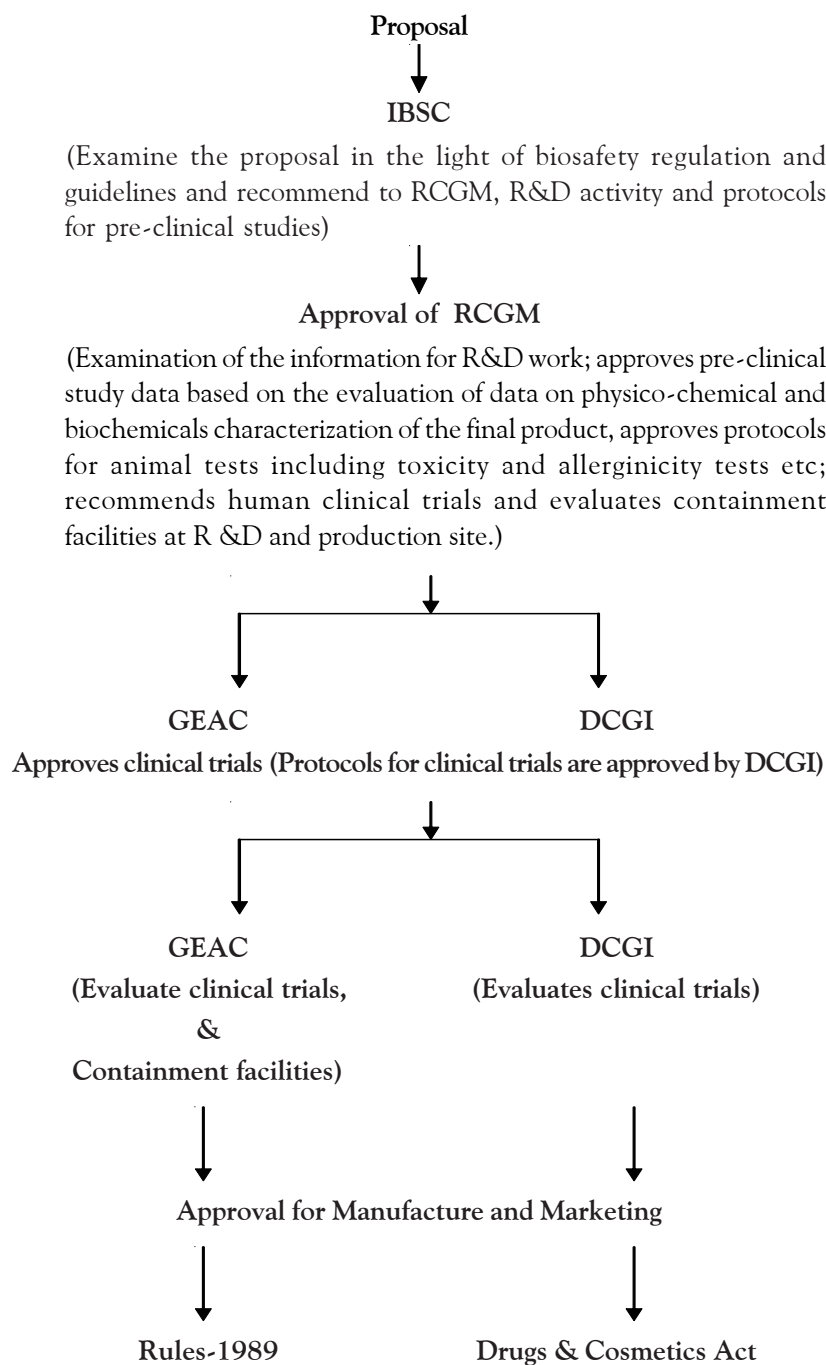 Proposal
IBSC
(Examine the proposal in the light of biosafety regulation and
guidelines and recommend to RCGM, R&D activity and protocols
for pre-clinical studies)
Approval of RCGM
(Examination of the information for R&D work; approves pre-clinical
study data based on the evaluation of data on physico-chemical and
biochemicals characterization of the final product, approves protocols
for animal tests including toxicity and allerginicity tests etc;
recommends human clinical trials and evaluates containment
facilities at R &D and production site.)
GEAC DCGI
Approves clinical trials (Protocols for clinical trials are approved by DCGI)
GEAC DCGI
(Evaluate clinical trials, (Evaluates clinical trials)
&
Containment facilities)
Approval for Manufacture and Marketing
Rules-1989 Drugs & Cosmetics Act